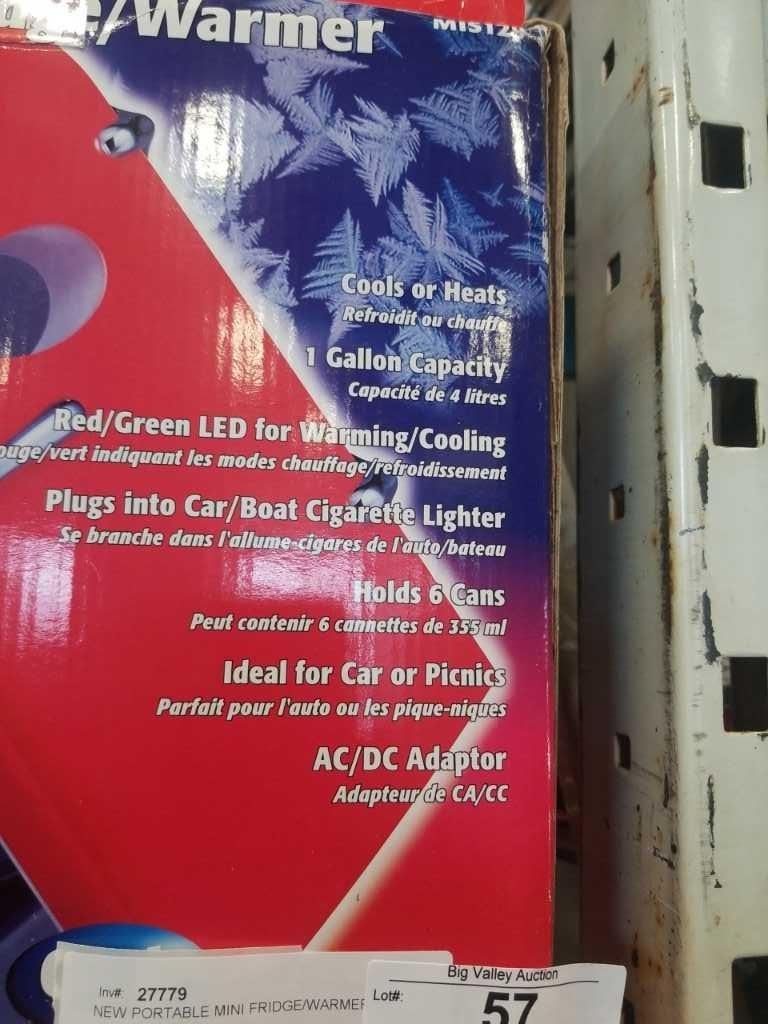 /Warmer
Cools or Heats
Refroidit ou chauffe
1 Gallon Capacity
Capacité de 4 litres
Red/Green LED for Warming/Cooling
ouge/vert indiquant les modes chauffage/refroidissement
Plugs into Car/Boat Cigarette Lighter
Se branche dans l'allume-cigares de l'auto/bateau
Holds 6 Cans
Peut contenir 6 cannettes de 355 ml
Ideal for Car or Picnics
Parfait pour l'auto ou les pique-niques
AC/DC Adaptor
Adapteur de CA/CC
Inv#: 27779
NEW PORTABLE MINI FRIDGE/WARMER
Big Valley Auction
Lot#: 57